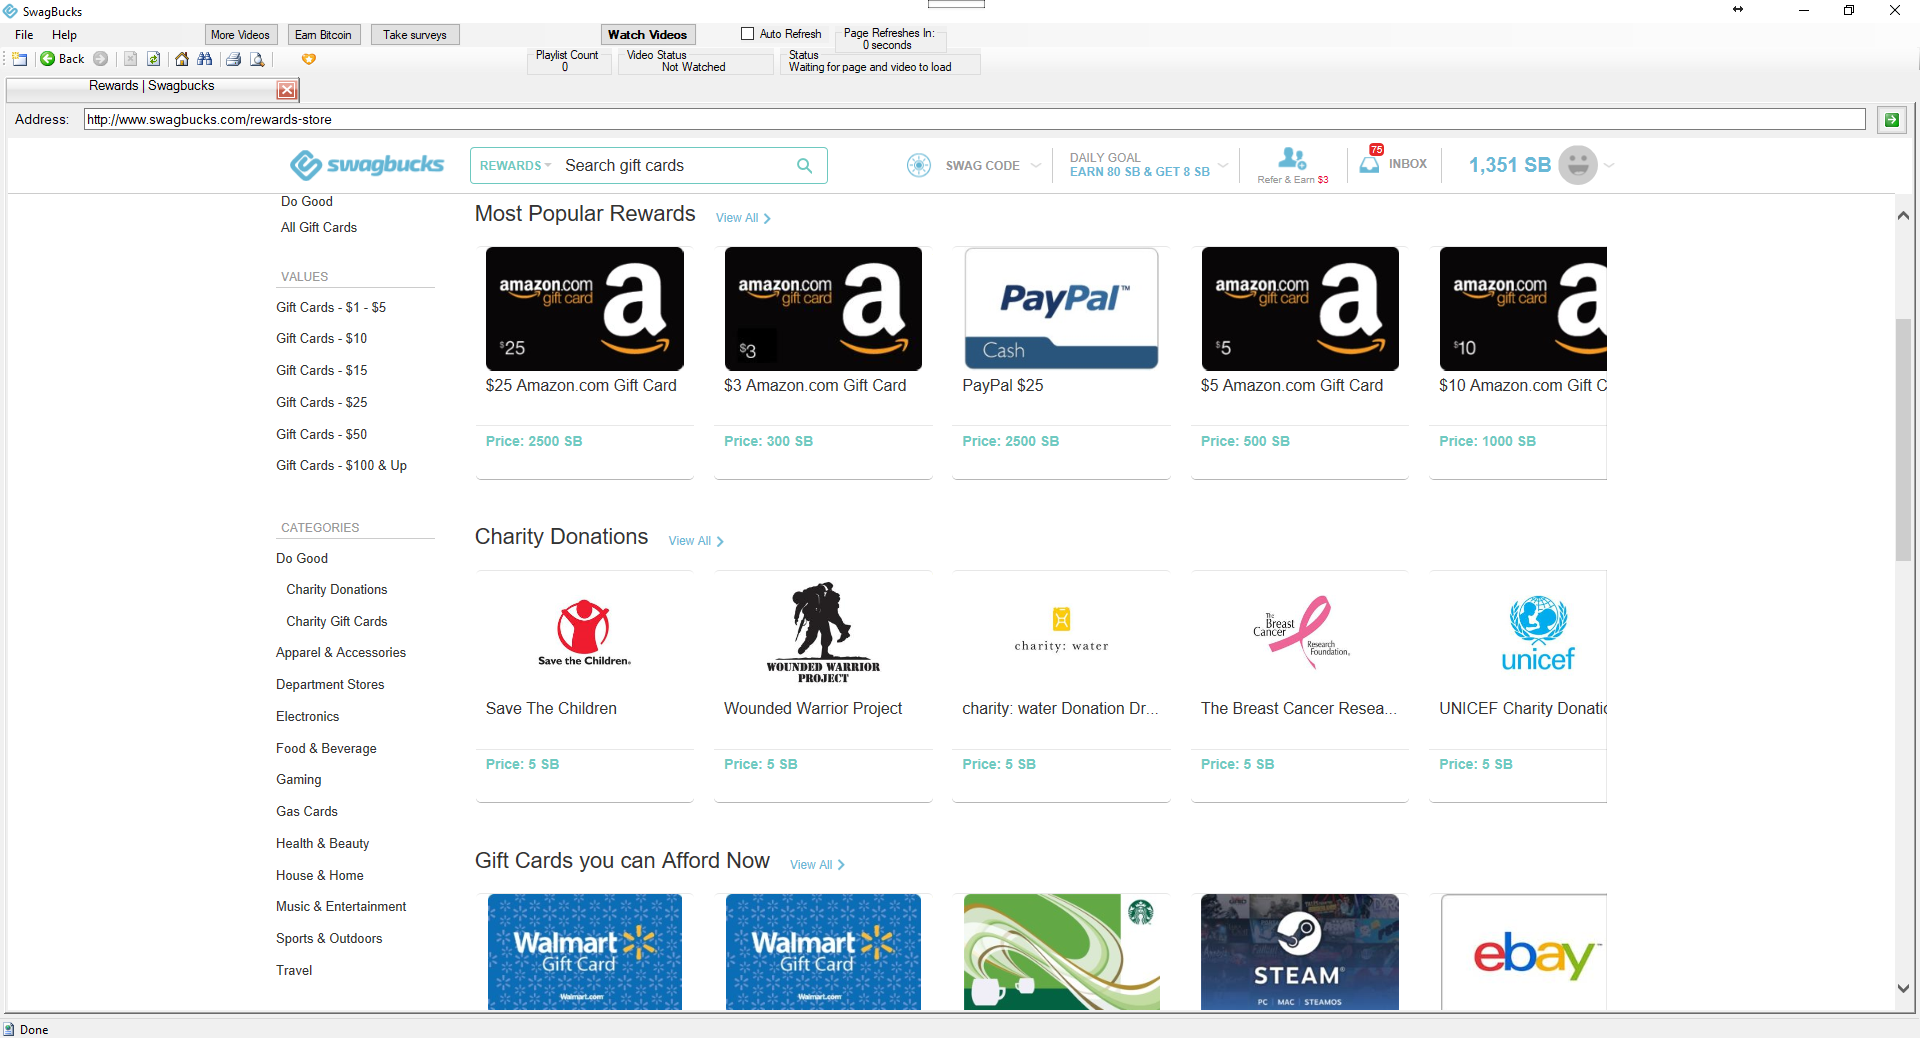 SwagBucks
File Help
More Videos
Earn Bitcoin
Take surveys
Watch Videos
Auto Refresh
Page Refreshes In:
0 seconds
Back
Playlist Count
0
Video Status
Not Watched
Status
Waiting for page and video to load
Rewards | Swagbucks
Address: http://www.swagbucks.com/rewards-store
swagbucks
REWARDS
Search gift cards
SWAG CODE
DAILY GOAL
EARN 80 SB & GET 8 SB
Refer & Earn $3
75
INBOX
1,351 SB
Do Good
All Gift Cards
VALUES
Gift Cards - $1 - $5
Gift Cards - $10
Gift Cards - $15
Gift Cards - $25
Gift Cards - $50
Gift Cards - $100 & Up
CATEGORIES
Do Good
Charity Donations
Charity Gift Cards
Apparel & Accessories
Department Stores
Electronics
Food & Beverage
Gaming
Gas Cards
Health & Beauty
House & Home
Music & Entertainment
Sports & Outdoors
Travel
Most Popular Rewards View All
amazon.com
gift card
a
$25
$25 Amazon.com Gift Card
Price: 2500 SB
amazon.com
gift card
a
$3
$3 Amazon.com Gift Card
Price: 300 SB
PayPal™
Cash
PayPal $25
Price: 2500 SB
amazon.com
gift card
a
$5
$5 Amazon.com Gift Card
Price: 500 SB
amazon.com
gift card
a
$10
$10 Amazon.com Gift C
Price: 1000 SB
Charity Donations View All
Save the Children®
Save The Children
Price: 5 SB
WOUNDED WARRIOR
PROJECT
Wounded Warrior Project
Price: 5 SB
charity: water
charity: water Donation Dr...
Price: 5 SB
The
Breast
Cancer
Research
Foundation
The Breast Cancer Resea...
Price: 5 SB
unicef
UNICEF Charity Donatic
Price: 5 SB
Gift Cards you can Afford Now View All
Walmart
Gift Card
Walmart.com
Walmart
Gift Card
Walmart.com
STEAM®
PC | MAC | STEAMOS
ebay™
Done